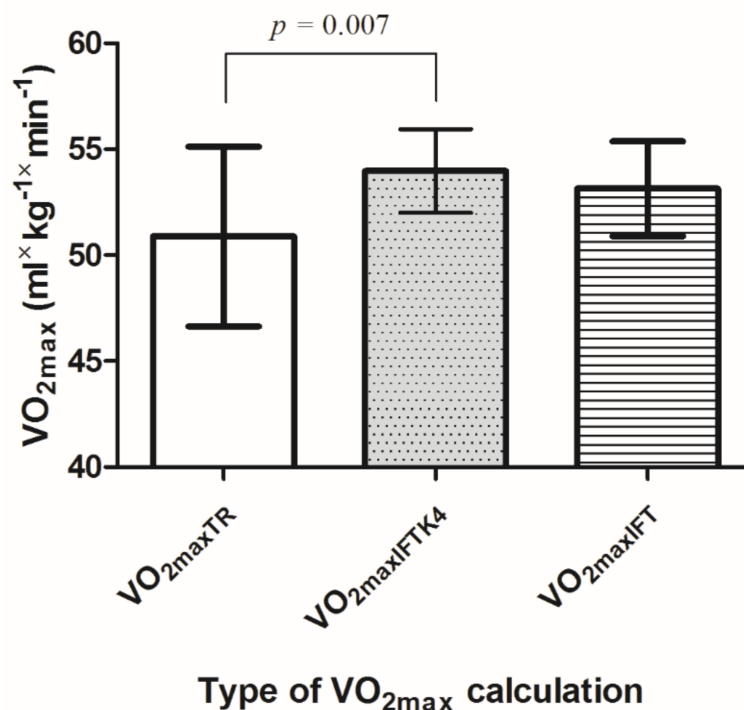 p = 0.007
VO2max (ml× kg-1× min-1)
60
55
50
45
40
VO2maxTR
VO2maxIFTK4
VO2maxIFT
Type of VO2max calculation